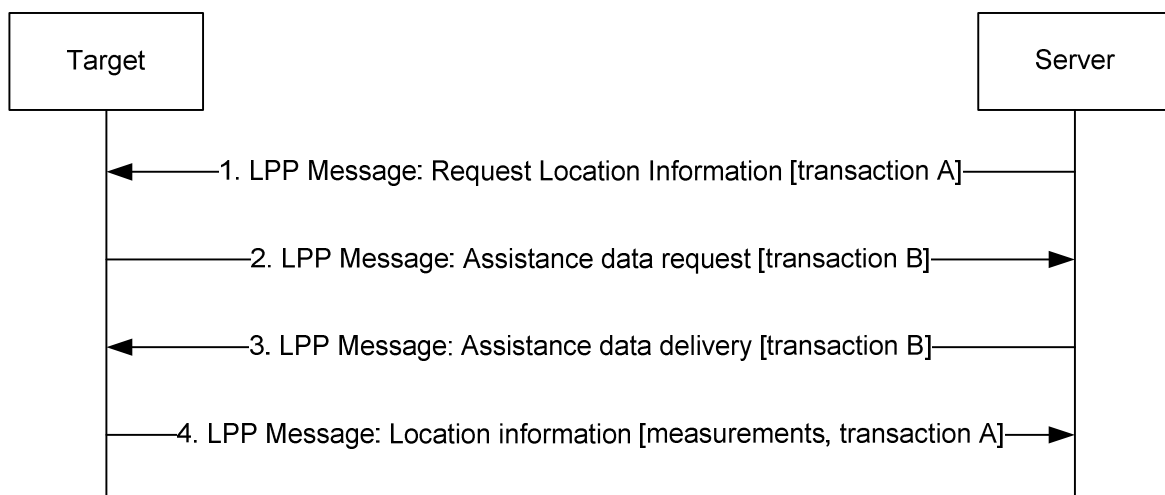 Target
Server
1. LPP Message: Request Location Information [transaction A]
2. LPP Message: Assistance data request [transaction B]
3. LPP Message: Assistance data delivery [transaction B]
4. LPP Message: Location information [measurements, transaction A]